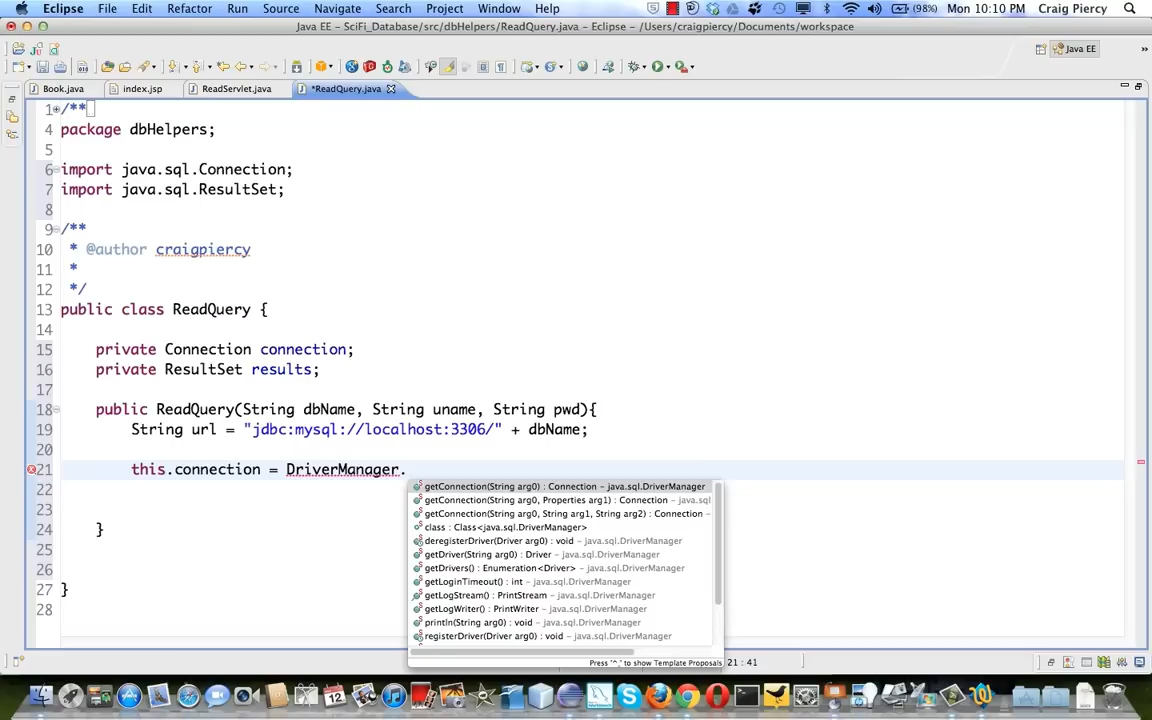 Eclipse File Edit Refactor Source Navigate Search Project Run Window Help (98%) Mon 10:10 PM Craig Piercy
Java EE - SciFi_Database/src/dbHelpers/ReadQuery.java - Eclipse - /Users/craigpiercy/Documents/workspace
Java EE
Book.java index.jsp ReadServlet.java *ReadQuery.java
1 /**
4 package dbHelpers;
5
6 import java.sql.Connection;
7 import java.sql.ResultSet;
8
9 /**
10 * @author craigpiercy
11 *
12 */
13 public class ReadQuery {
14
15 private Connection connection;
16 private ResultSet results;
17
18 public ReadQuery(String dbName, String uname, String pwd){
19 String url = "jdbc:mysql://localhost:3306/" + dbName;
20
21 this.connection = DriverManager.
22
23
24 }
25
26
27 }
28
getConnection(String arg0) : Connection - java.sql.DriverManager
getConnection(String arg0, Properties arg1) : Connection - java.sql
getConnection(String arg0, String arg1, String arg2) : Connection -
class : Class<java.sql.DriverManager>
deregisterDriver(Driver arg0) : void - java.sql.DriverManager
getDriver(String arg0) : Driver - java.sql.DriverManager
getDrivers() : Enumeration<Driver> - java.sql.DriverManager
getLoginTimeout() : int - java.sql.DriverManager
getLogStream() : PrintStream - java.sql.DriverManager
getLogWriter() : PrintWriter - java.sql.DriverManager
println(String arg0) : void - java.sql.DriverManager
registerDriver(Driver arg0) : void - java.sql.DriverManager
Press '^.' to show Template Proposals
21 : 41